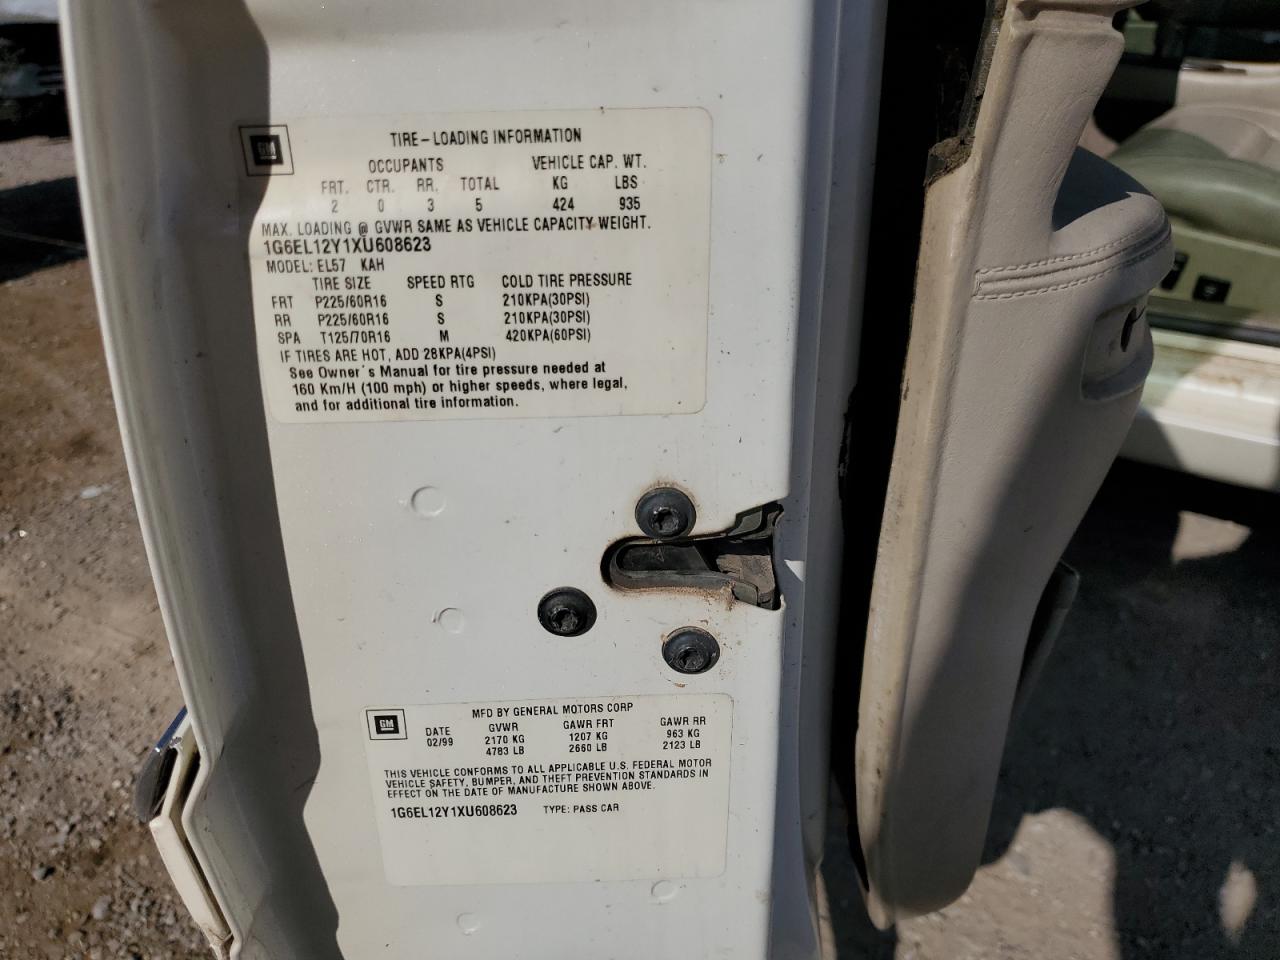 GM
TIRE-LOADING INFORMATION
OCCUPANTS VEHICLE CAP. WT.
FRT. CTR. RR. TOTAL KG LBS
2 0 3 5 424 935
MAX. LOADING @ GVWR SAME AS VEHICLE CAPACITY WEIGHT.
1G6EL12Y1XU608623
MODEL: EL57 KAH
TIRE SIZE SPEED RTG COLD TIRE PRESSURE
FRT P225/60R16 S 210KPA(30PSI)
RR P225/60R16 S 210KPA(30PSI)
SPA T125/70R16 M 420KPA(60PSI)
IF TIRES ARE HOT, ADD 28KPA(4PSI)
See Owner's Manual for tire pressure needed at
160 Km/H (100 mph) or higher speeds, where legal,
and for additional tire information.
GM
MFD BY GENERAL MOTORS CORP
DATE GVWR GAWR FRT GAWR RR
02/99 2170 KG 1207 KG 963 KG
4783 LB 2660 LB 2123 LB
THIS VEHICLE CONFORMS TO ALL APPLICABLE U.S. FEDERAL MOTOR
VEHICLE SAFETY, BUMPER, AND THEFT PREVENTION STANDARDS IN
EFFECT ON THE DATE OF MANUFACTURE SHOWN ABOVE.
1G6EL12Y1XU608623 TYPE: PASS CAR